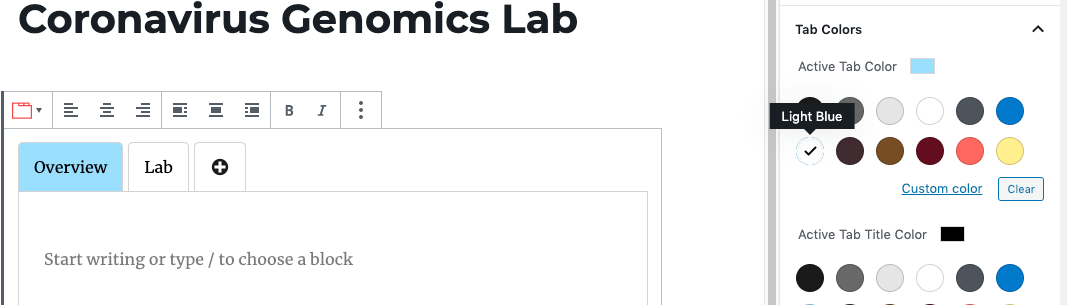 Coronavirus Genomics Lab
B I
Overview
Lab
Start writing or type / to choose a block
Tab Colors
Active Tab Color
Light Blue
Custom color
Clear
Active Tab Title Color